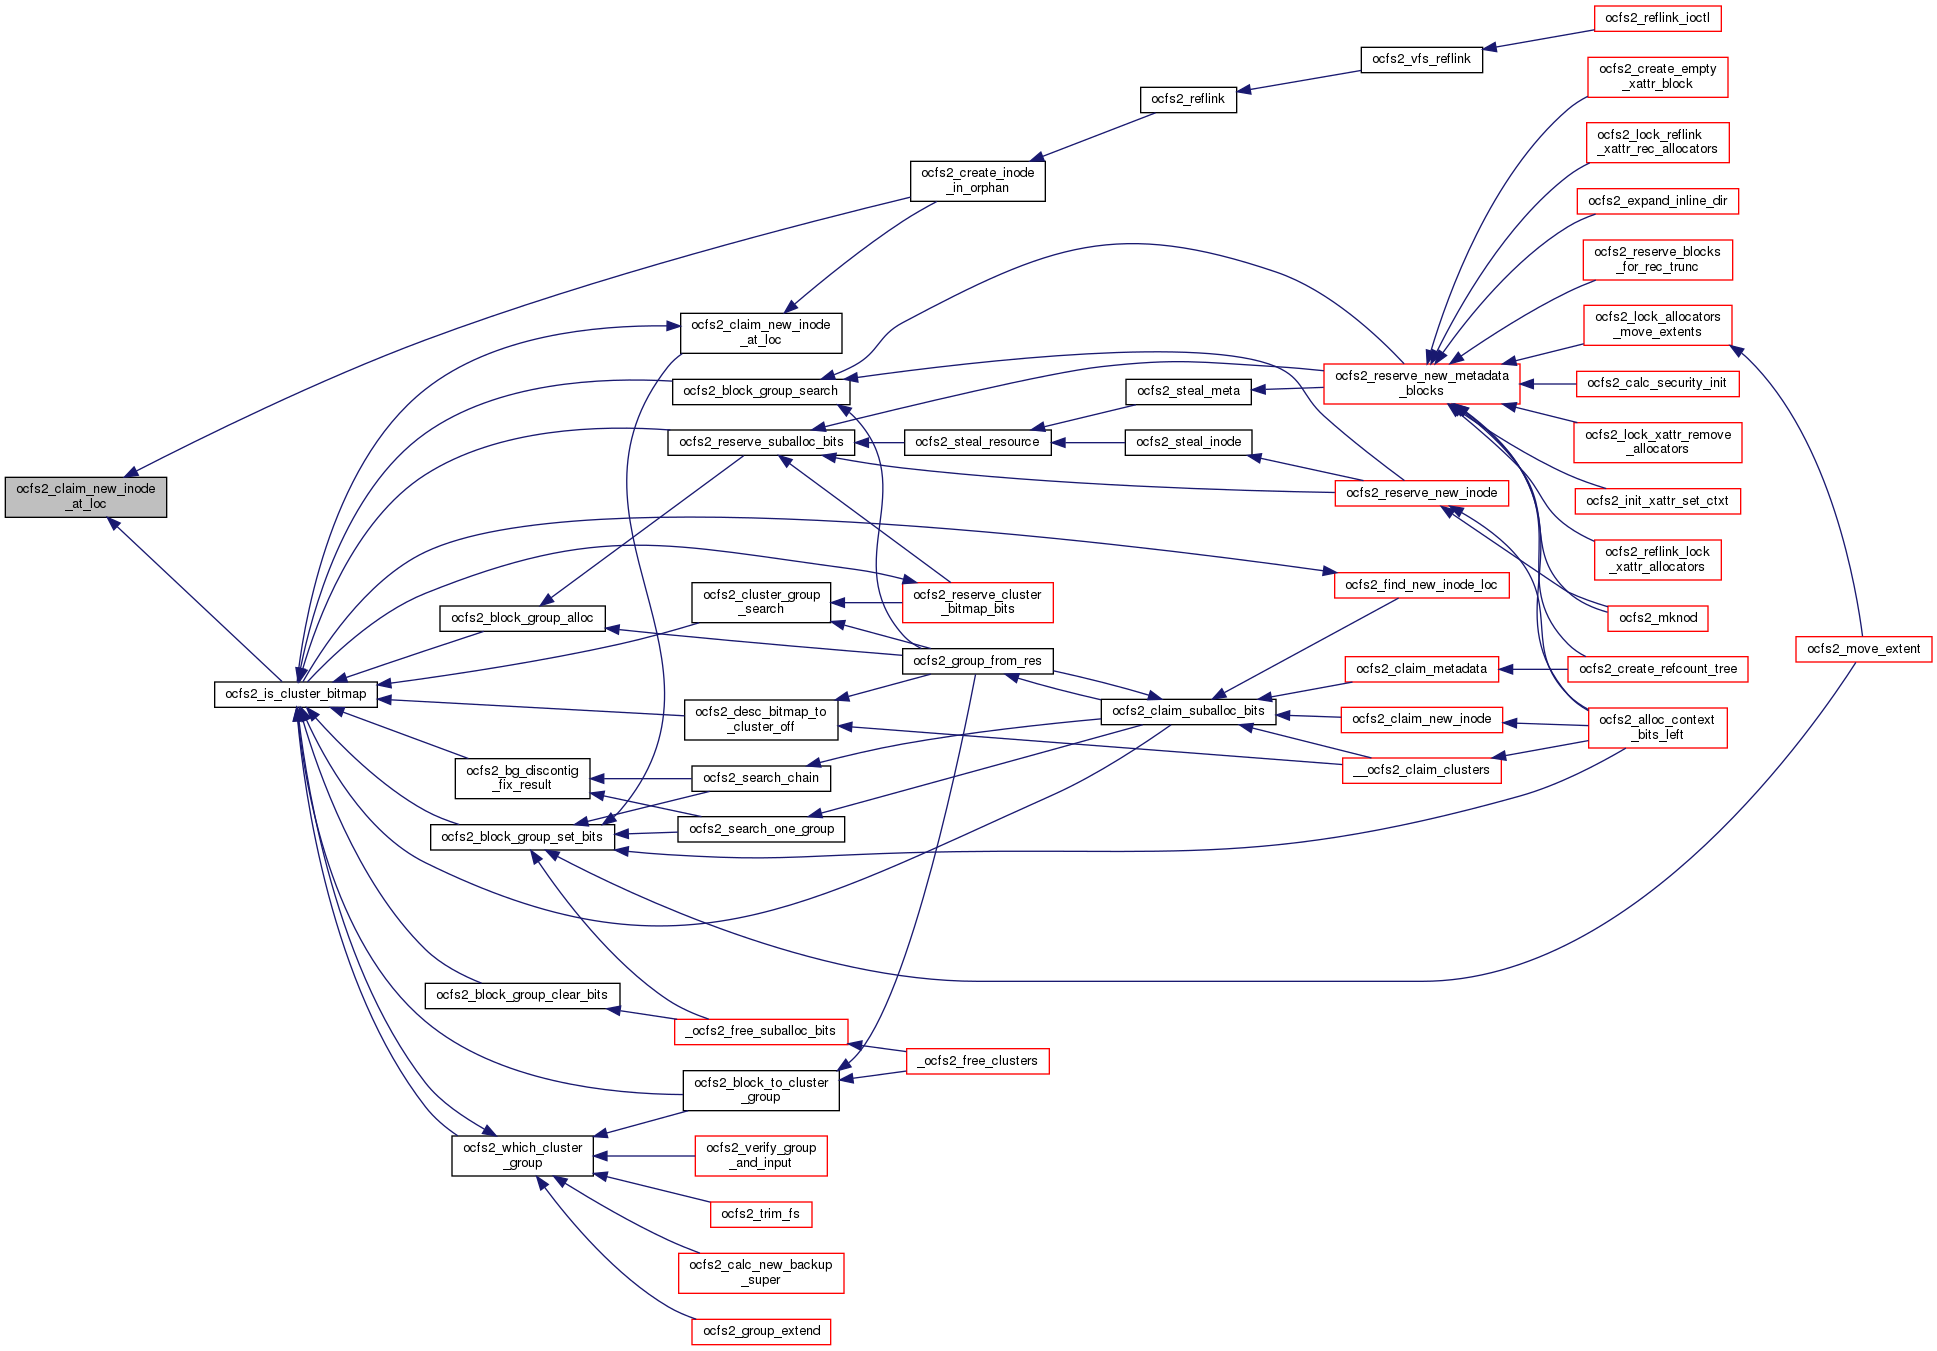 ocfs2_claim_new_inode
_at_loc
ocfs2_is_cluster_bitmap
ocfs2_block_group_alloc
ocfs2_bg_discontig
_fix_result
ocfs2_block_group_set_bits
ocfs2_block_group_clear_bits
ocfs2_which_cluster
_group
ocfs2_claim_new_inode
_at_loc
ocfs2_block_group_search
ocfs2_reserve_suballoc_bits
ocfs2_cluster_group
_search
ocfs2_desc_bitmap_to
_cluster_off
ocfs2_search_chain
ocfs2_search_one_group
_ocfs2_free_suballoc_bits
ocfs2_block_to_cluster
_group
ocfs2_verify_group
_and_input
ocfs2_trim_fs
ocfs2_calc_new_backup
_super
ocfs2_group_extend
ocfs2_create_inode
_in_orphan
ocfs2_steal_resource
ocfs2_reserve_cluster
_bitmap_bits
ocfs2_group_from_res
_ocfs2_free_clusters
ocfs2_reflink
ocfs2_steal_meta
ocfs2_steal_inode
ocfs2_claim_suballoc_bits
ocfs2_vfs_reflink
ocfs2_reserve_new_metadata
_blocks
ocfs2_reserve_new_inode
ocfs2_find_new_inode_loc
ocfs2_claim_metadata
ocfs2_claim_new_inode
__ocfs2_claim_clusters
ocfs2_reflink_ioctl
ocfs2_create_empty
_xattr_block
ocfs2_lock_reflink
_xattr_rec_allocators
ocfs2_expand_inline_dir
ocfs2_reserve_blocks
_for_rec_trunc
ocfs2_lock_allocators
_move_extents
ocfs2_calc_security_init
ocfs2_lock_xattr_remove
_allocators
ocfs2_init_xattr_set_ctxt
ocfs2_reflink_lock
_xattr_allocators
ocfs2_mknod
ocfs2_create_refcount_tree
ocfs2_alloc_context
_bits_left
ocfs2_move_extent